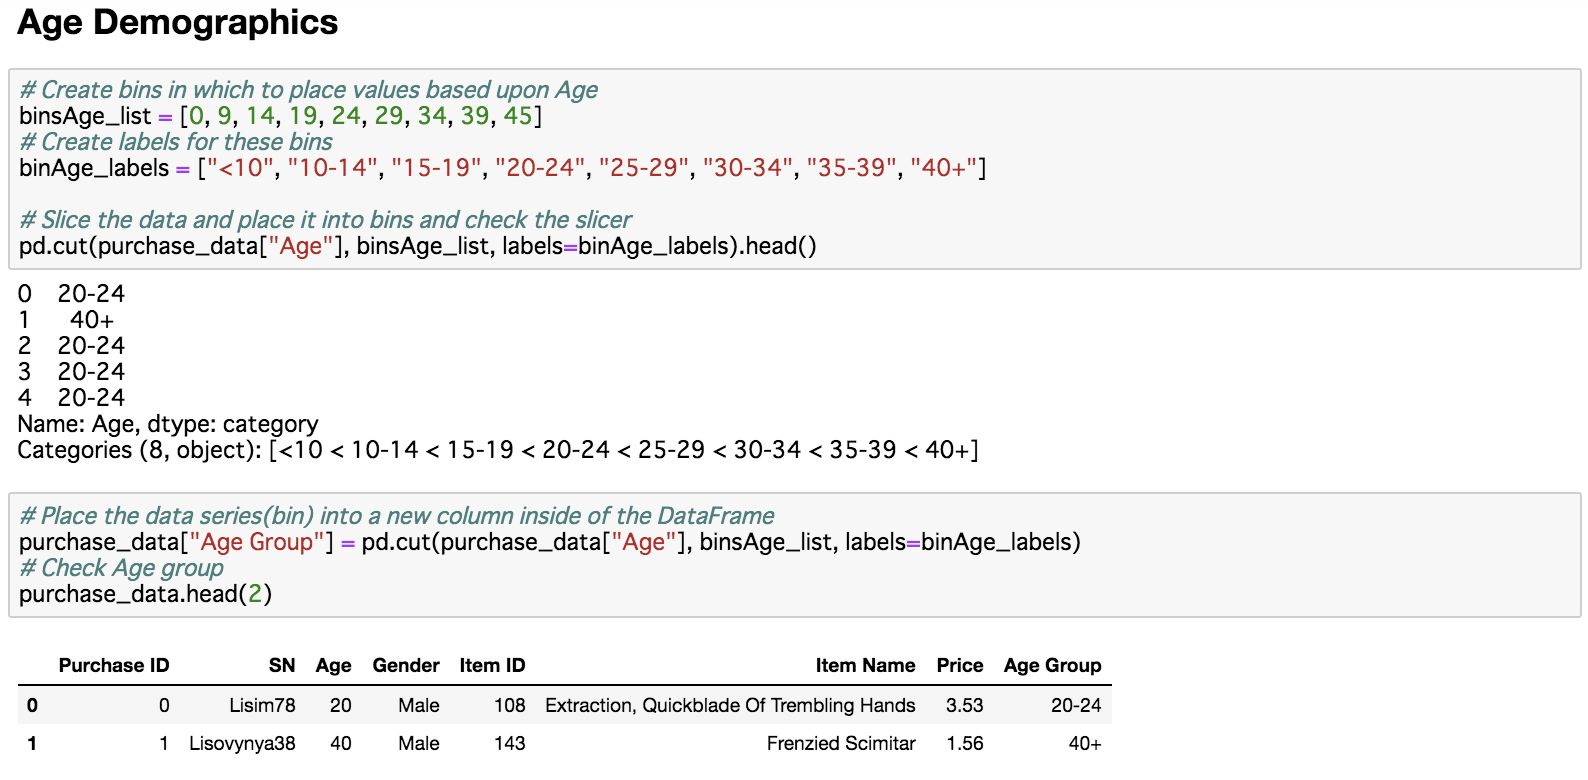 Age Demographics
# Create bins in which to place values based upon Age
binsAge_list = [0, 9, 14, 19, 24, 29, 34, 39, 45]
# Create labels for these bins
binAge_labels = ["<10", "10-14", "15-19", "20-24", "25-29", "30-34", "35-39", "40+"]
# Slice the data and place it into bins and check the slicer
pd.cut(purchase_data["Age"], binsAge_list, labels=binAge_labels).head()
0 20-24
1 40+
2 20-24
3 20-24
4 20-24
Name: Age, dtype: category
Categories (8, object): [<10 < 10-14 < 15-19 < 20-24 < 25-29 < 30-34 < 35-39 < 40+]
# Place the data series(bin) into a new column inside of the DataFrame
purchase_data["Age Group"] = pd.cut(purchase_data["Age"], binsAge_list, labels=binAge_labels)
# Check Age group
purchase_data.head(2)
Purchase ID SN Age Gender Item ID Item Name Price Age Group
0 0 Lisim78 20 Male 108 Extraction, Quickblade Of Trembling Hands 3.53 20-24
1 1 Lisovynya38 40 Male 143 Frenzied Scimitar 1.56 40+